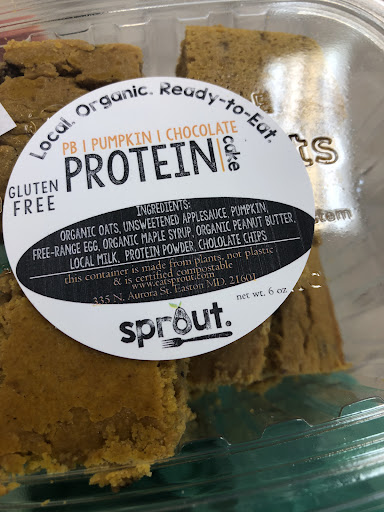 Local. Organic. Ready-to-Eat.
PB | PUMPKIN | CHOCOLATE
PROTEIN | cake
GLUTEN
FREE
INGREDIENTS:
ORGANIC OATS, UNSWEETENED APPLESAUCE, PUMPKIN,
FREE-RANGE EGG, ORGANIC MAPLE SYRUP, ORGANIC PEANUT BUTTER,
LOCAL MILK, PROTEIN POWDER, CHOLOLATE CHIPS
this container is made from plants, not plastic
& is certified compostable
www.eatsprout.com
335 N. Aurora St. Easton MD. 21601
net wt. 6 oz
sprout.